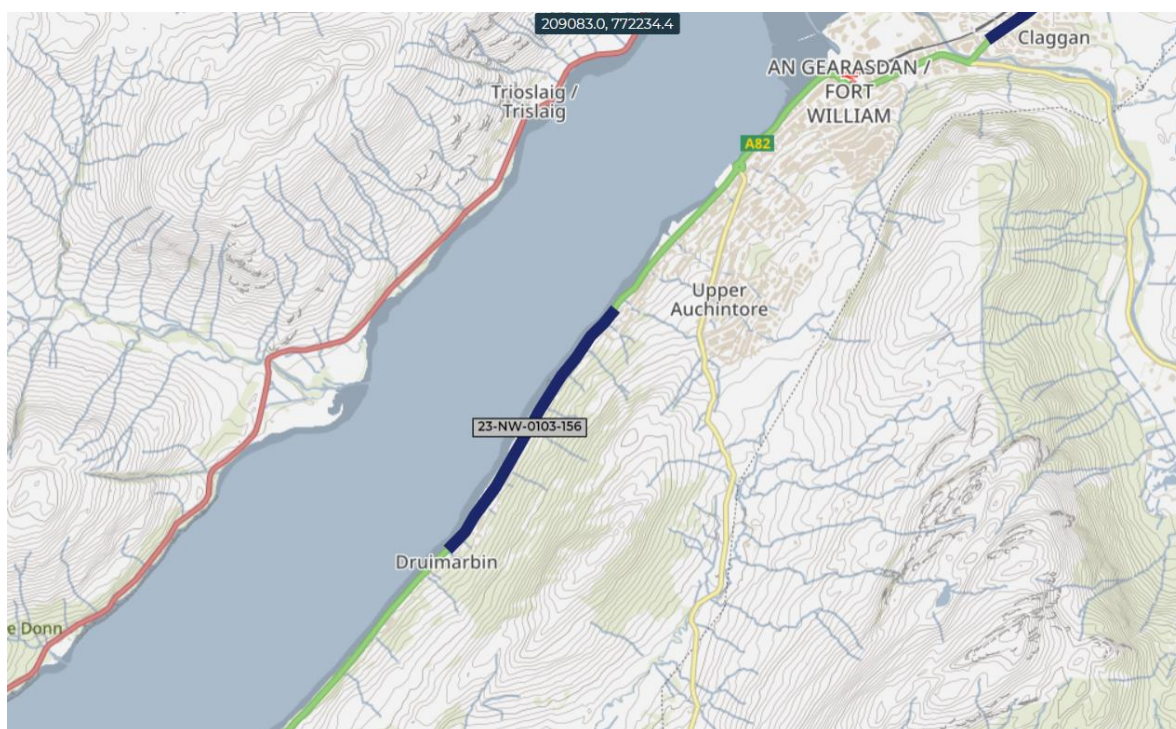 209083.0, 772234.4
Claggan
AN GEARASDAN /
FORT
WILLIAM
Trioslaig /
Trislaig
A82
Upper
Auchintore
23-NW-0103-156
Druimarbin
e Donn